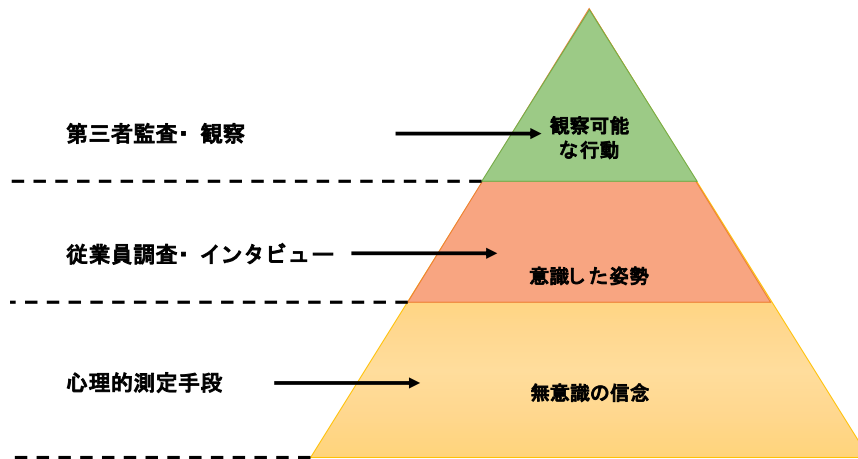 第三者監査・ 観察
観察可能
な行動
従業員調査・ インタビュー
意識した姿勢
心理的測定手段
無意識の信念